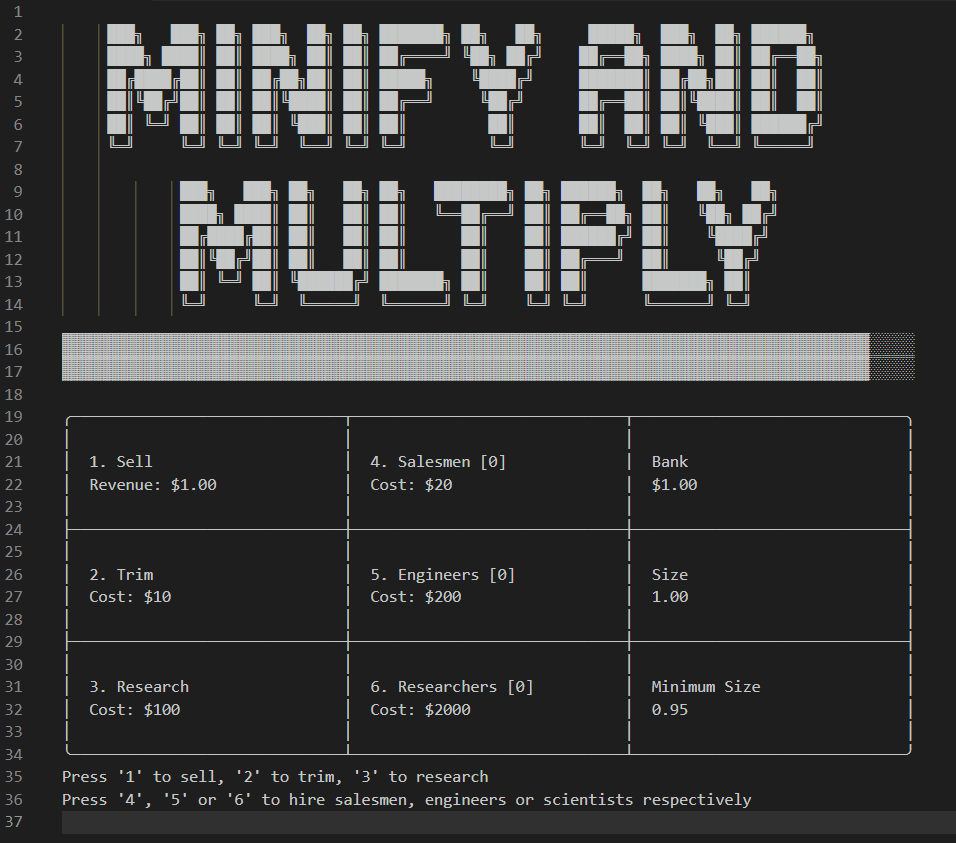 1
2
3
4
MINIFY AND
5
6
7
8
9
10
11
MULTIPLY
12
13
14
15
16
17
18
19
20
21 1. Sell 4. Salesmen [0] Bank
22 Revenue: $1.00 Cost: $20 $1.00
23
24
25
26 2. Trim 5. Engineers [0] Size
27 Cost: $10 Cost: $200 1.00
28
29
30
31 3. Research 6. Researchers [0] Minimum Size
32 Cost: $100 Cost: $2000 0.95
33
34
35 Press '1' to sell, '2' to trim, '3' to research
36 Press '4', '5' or '6' to hire salesmen, engineers or scientists respectively
37